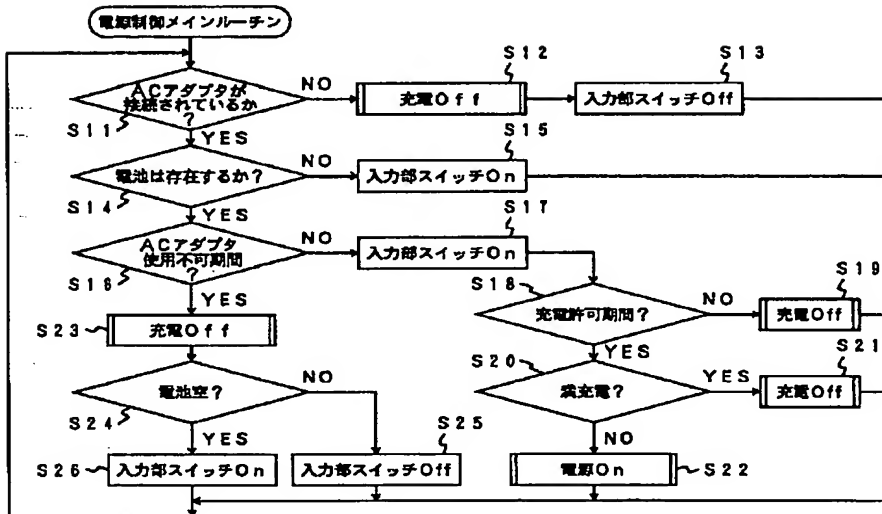 電源制御メインルーチン
ACアダプタが
接続されているか
?
S11
NO
YES
S12
充電Off
S13
入力部スイッチOff
電池は存在するか?
S14
NO
YES
S15
入力部スイッチOn
ACアダプタ
使用不可期間
?
S16
NO
YES
S17
入力部スイッチOn
S18
充電許可期間?
NO
YES
S19
充電Off
S23
充電Off
S20
満充電?
YES
NO
S21
充電Off
電池空?
S24
NO
YES
S25
入力部スイッチOff
S26
入力部スイッチOn
電源On
S22